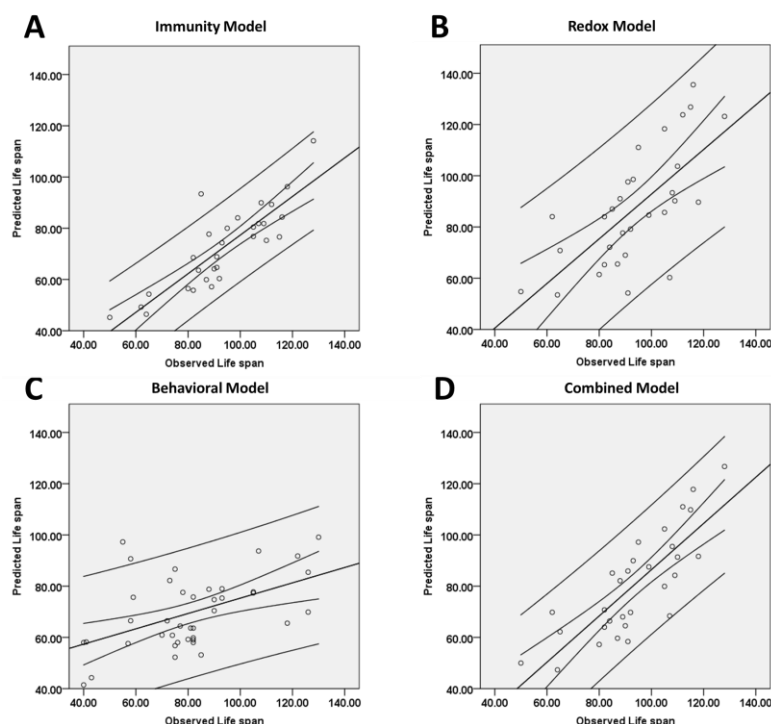 A
Immunity Model
Predicted Life span
140.00
120.00
100.00
80.00
60.00
40.00
40.00 60.00 80.00 100.00 120.00 140.00
Observed Life span
B
Redox Model
Predicted Life span
140.00
120.00
100.00
80.00
60.00
40.00
40.00 60.00 80.00 100.00 120.00 140.00
Observed Life span
C
Behavioral Model
Predicted Life span
140.00
120.00
100.00
80.00
60.00
40.00
40.00 60.00 80.00 100.00 120.00 140.00
Observed Life span
D
Combined Model
Predicted Life span
140.00
120.00
100.00
80.00
60.00
40.00
40.00 60.00 80.00 100.00 120.00 140.00
Observed Life span